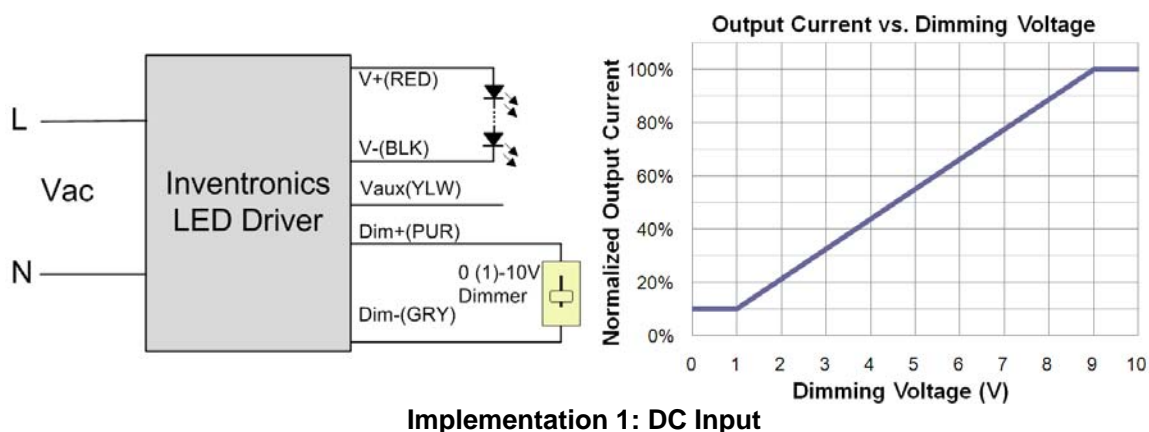 L
Vac
N
Inventronics
LED Driver
V+(RED)
V-(BLK)
Vaux(YLW)
Dim+(PUR)
0 (1)-10V
Dimmer
Dim-(GRY)
Output Current vs. Dimming Voltage
Normalized Output Current
100%
80%
60%
40%
20%
0%
0 1 2 3 4 5 6 7 8 9 10
Dimming Voltage (V)
Implementation 1: DC Input